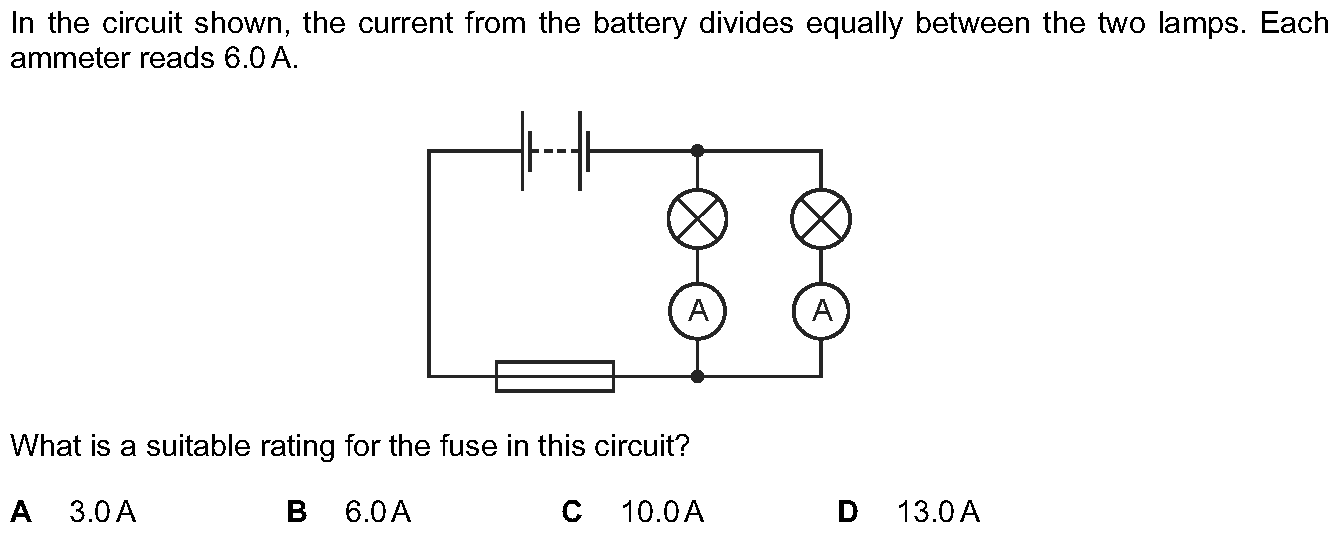 In the circuit shown, the current from the battery divides equally between the two lamps. Each
ammeter reads 6.0 A.
A A
What is a suitable rating for the fuse in this circuit?
A 3.0 A B 6.0 A C 10.0 A D 13.0 A